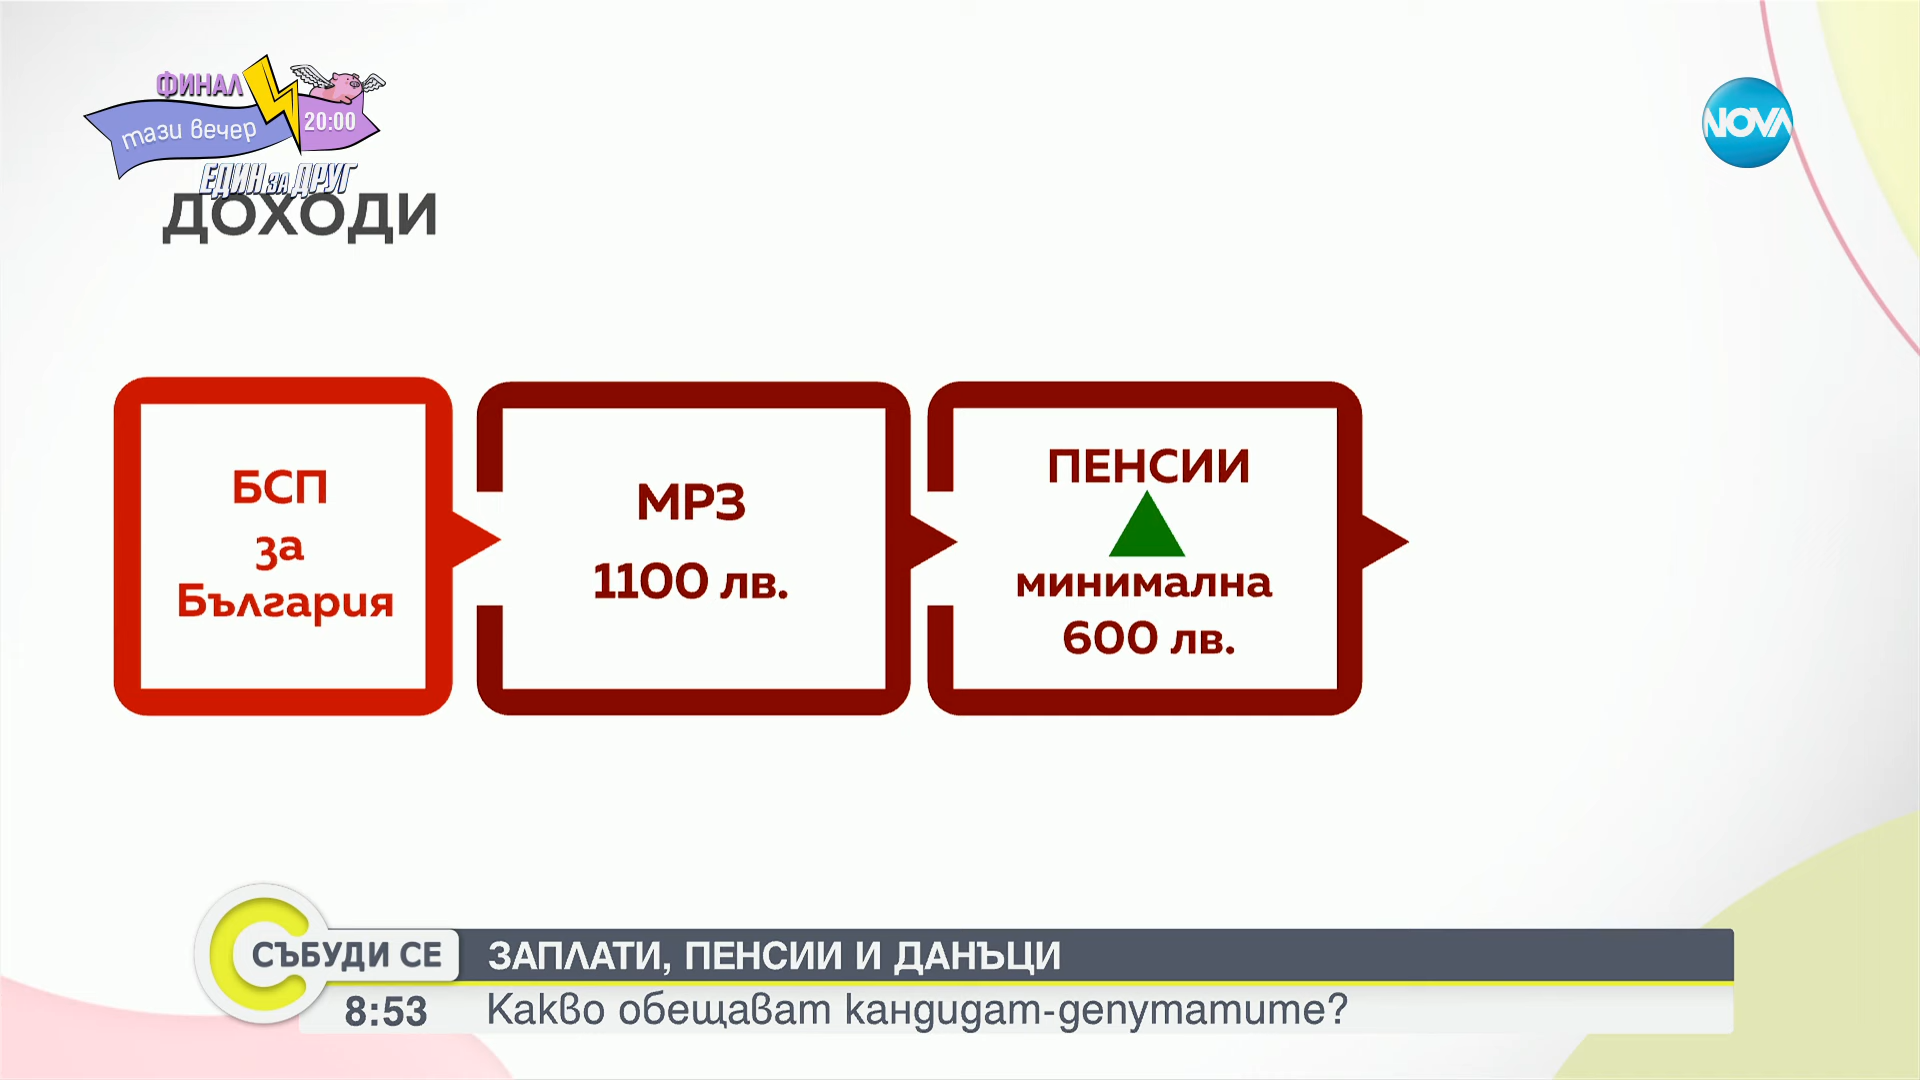 ФИНАЛ
тази вечер
20:00
ЕДИН ЗА ДРУГ
NOVA
ДОХОДИ
БСП
за
България
МРЗ
1100 лв.
ПЕНСИИ
минимална
600 лв.
СЪБУДИ СЕ
ЗАПЛАТИ, ПЕНСИИ И ДАНЪЦИ
8:53
Какво обещават кандидат-депутатите?